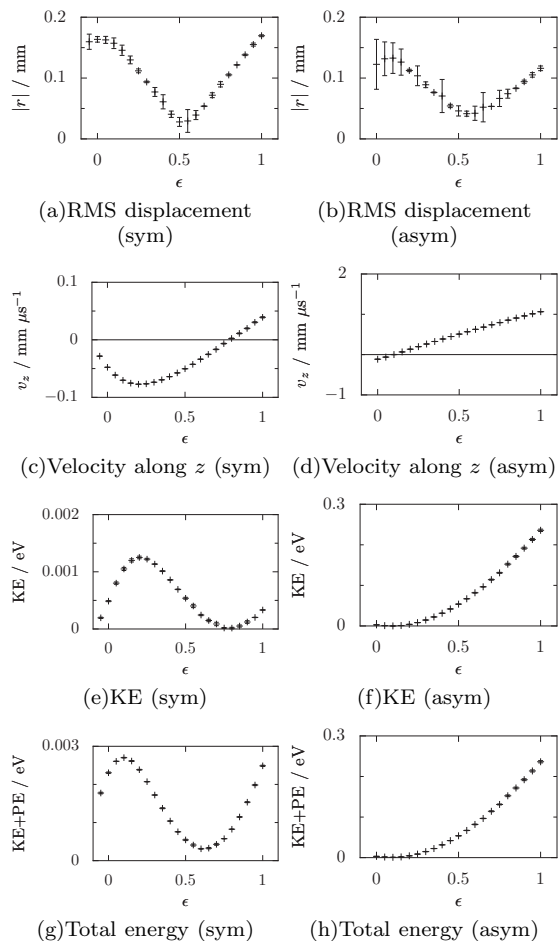 0.2
0.1
0
|r| / mm
0 0.5 1
ϵ
(a)RMS displacement
(sym)
0.2
0.1
0
|r| / mm
0 0.5 1
ϵ
(b)RMS displacement
(asym)
0.1
0
−0.1
v_z / mm μs⁻¹
0 0.5 1
ϵ
(c)Velocity along z (sym)
2
-1
v_z / mm μs⁻¹
0 0.5 1
ϵ
(d)Velocity along z (asym)
0.002
0.001
0
KE / eV
0 0.5 1
ϵ
(e)KE (sym)
0.3
0
KE / eV
0 0.5 1
ϵ
(f)KE (asym)
0.003
0
KE+PE / eV
0 0.5 1
ϵ
(g)Total energy (sym)
0.3
0
KE+PE / eV
0 0.5 1
ϵ
(h)Total energy (asym)